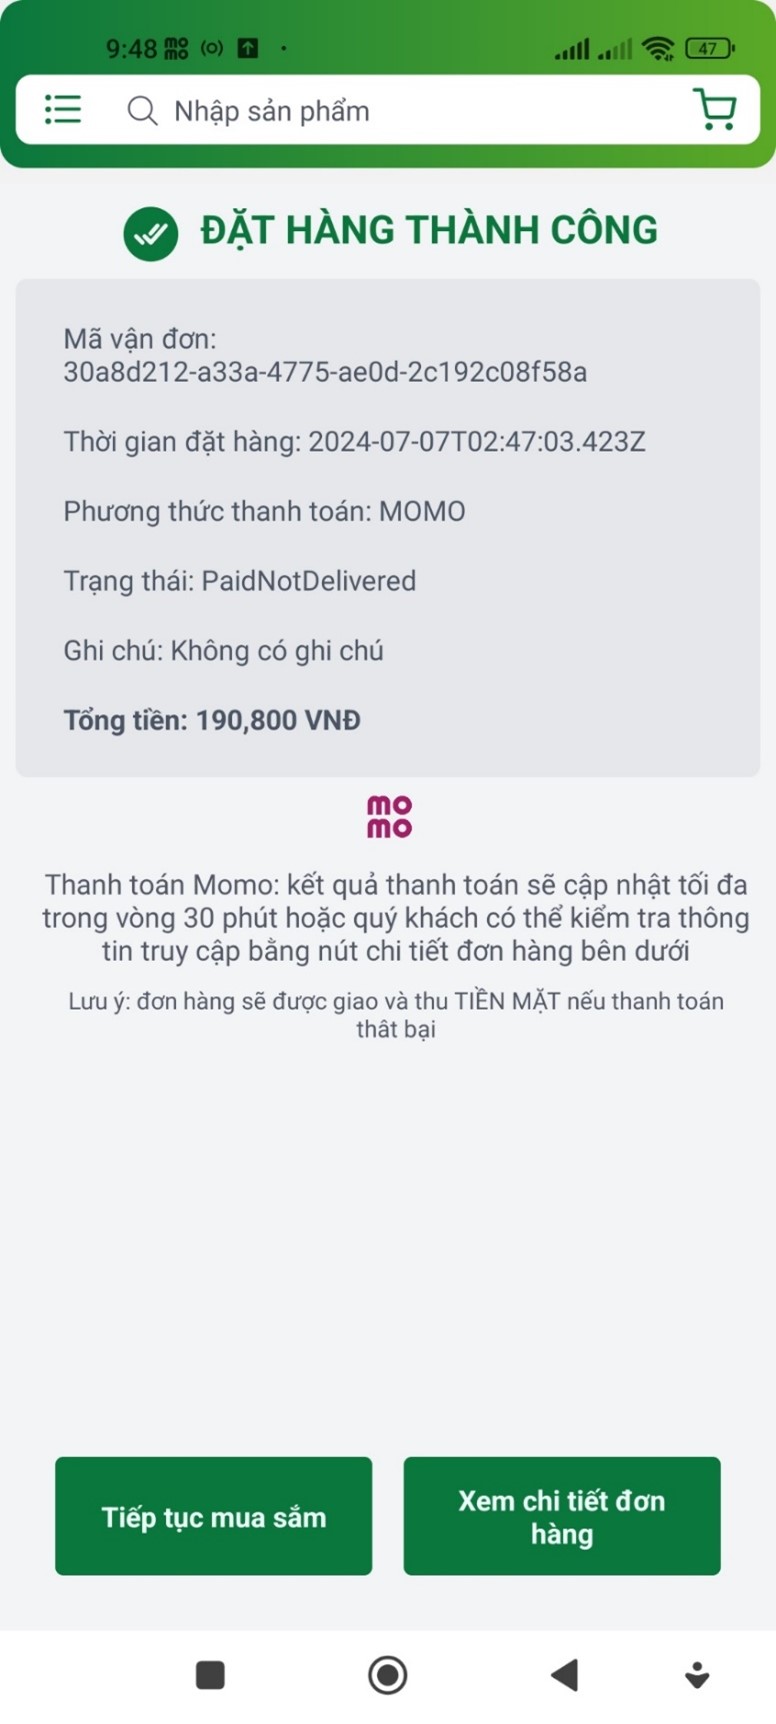 9:48 mo mo
47
Nhập sản phẩm
ĐẶT HÀNG THÀNH CÔNG
Mã vận đơn:
30a8d212-a33a-4775-ae0d-2c192c08f58a
Thời gian đặt hàng: 2024-07-07T02:47:03.423Z
Phương thức thanh toán: MOMO
Trạng thái: PaidNotDelivered
Ghi chú: Không có ghi chú
Tổng tiền: 190,800 VNĐ
mo
mo
Thanh toán Momo: kết quả thanh toán sẽ cập nhật tối đa
trong vòng 30 phút hoặc quý khách có thể kiểm tra thông
tin truy cập bằng nút chi tiết đơn hàng bên dưới
Lưu ý: đơn hàng sẽ được giao và thu TIỀN MẶT nếu thanh toán
thât bại
Tiếp tục mua sắm
Xem chi tiết đơn
hàng